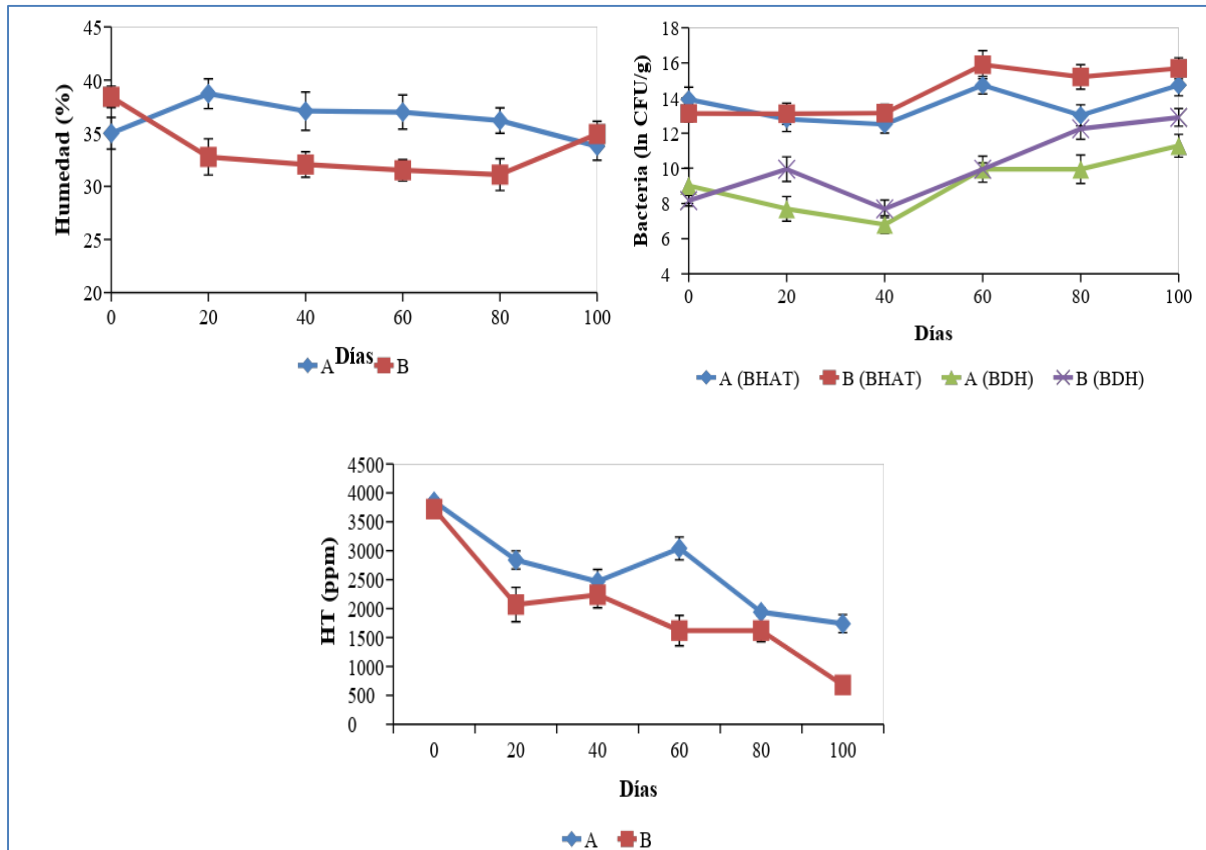 Humedad (%)
45
40
35
30
25
20
0 20 40 60 80 100
Días
A B
Bacteria (ln CFU/g)
18
16
14
12
10
8
6
4
0 20 40 60 80 100
Días
A (BHAT) B (BHAT) A (BDH) B (BDH)
HT (ppm)
4500
4000
3500
3000
2500
2000
1500
1000
500
0
0 20 40 60 80 100
Días
A B